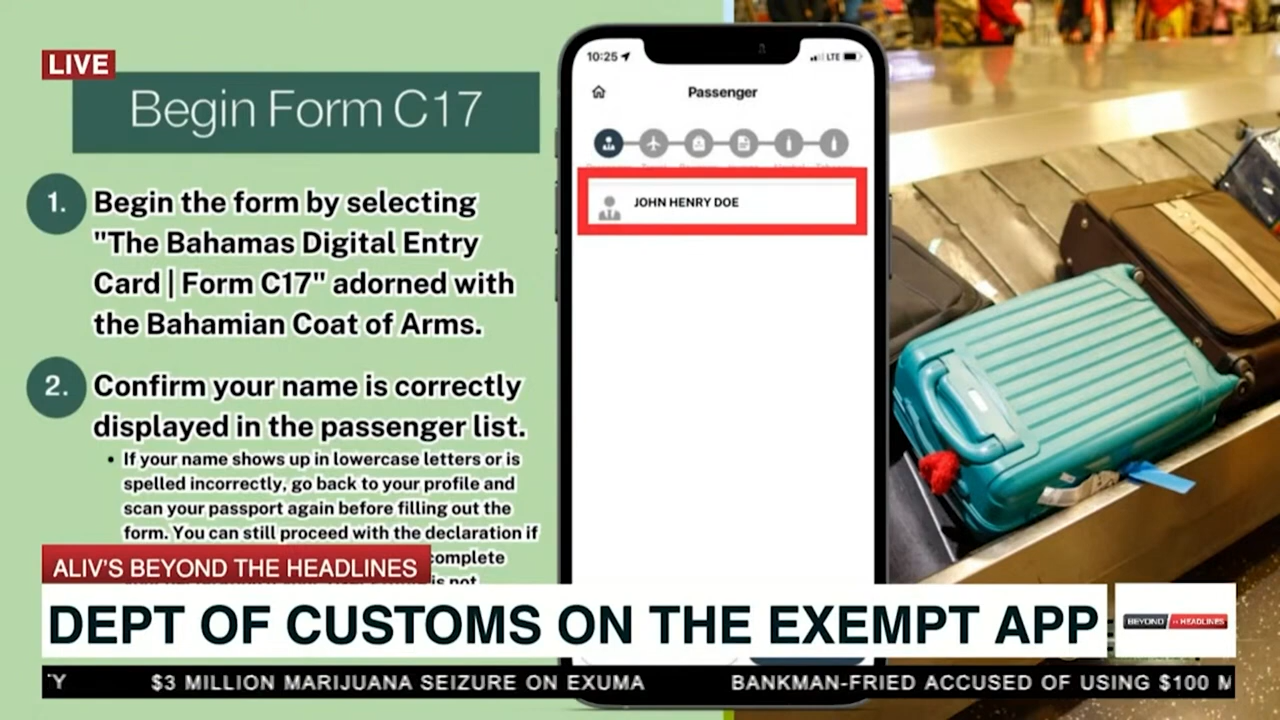 LIVE
Begin Form C17
1.
Begin the form by selecting
"The Bahamas Digital Entry
Card | Form C17" adorned with
the Bahamian Coat of Arms.
2.
Confirm your name is correctly
displayed in the passenger list.
• If your name shows up in lowercase letters or is
spelled incorrectly, go back to your profile and
scan your passport again before filling out the
form. You can still proceed with the declaration if
complete
is not
10:25
LTE
Passenger
JOHN HENRY DOE
ALIV'S BEYOND THE HEADLINES
DEPT OF CUSTOMS ON THE EXEMPT APP
BEYOND THE HEADLINES
Y $3 MILLION MARIJUANA SEIZURE ON EXUMA BANKMAN-FRIED ACCUSED OF USING $100 M